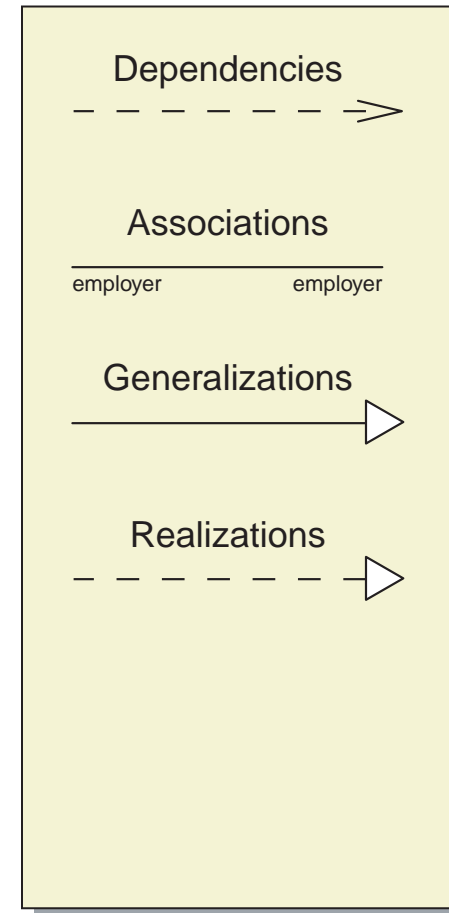 Dependencies
Associations
employer employer
Generalizations
Realizations